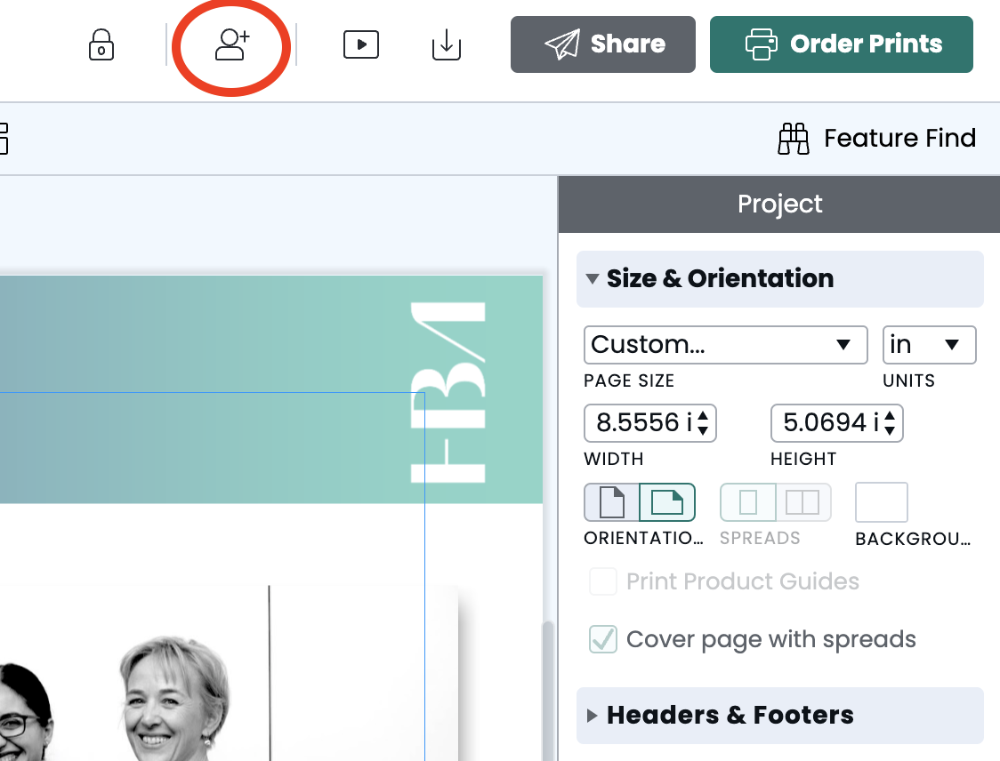 Share
Order Prints
Feature Find
Project
Size & Orientation
Custom...
in
PAGE SIZE
UNITS
8.5556 i
5.0694 i
WIDTH
HEIGHT
ORIENTATIO...
SPREADS
BACKGROU...
Print Product Guides
Cover page with spreads
Headers & Footers
HBA